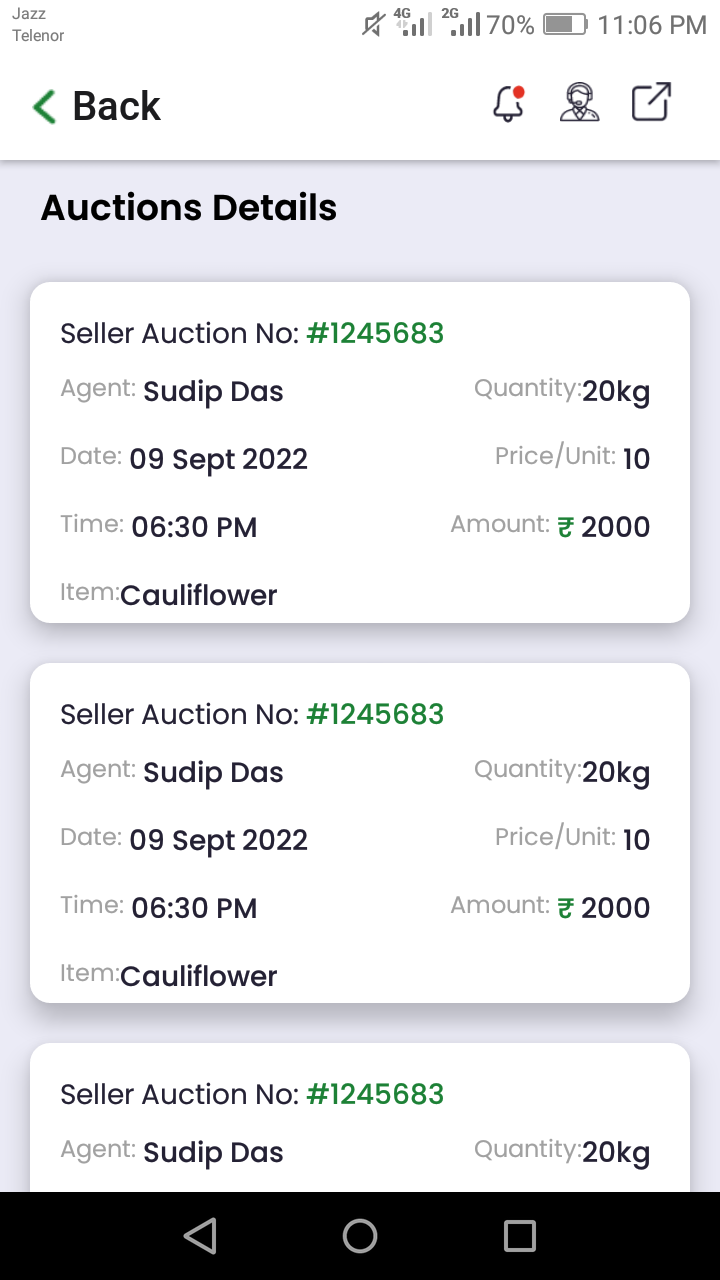 Jazz
Telenor
4G 2G 70% 11:06 PM
Back
Auctions Details
Seller Auction No: #1245683
Agent: Sudip Das Quantity:20kg
Date: 09 Sept 2022 Price/Unit: 10
Time: 06:30 PM Amount: ₹ 2000
Item:Cauliflower
Seller Auction No: #1245683
Agent: Sudip Das Quantity:20kg
Date: 09 Sept 2022 Price/Unit: 10
Time: 06:30 PM Amount: ₹ 2000
Item:Cauliflower
Seller Auction No: #1245683
Agent: Sudip Das Quantity:20kg